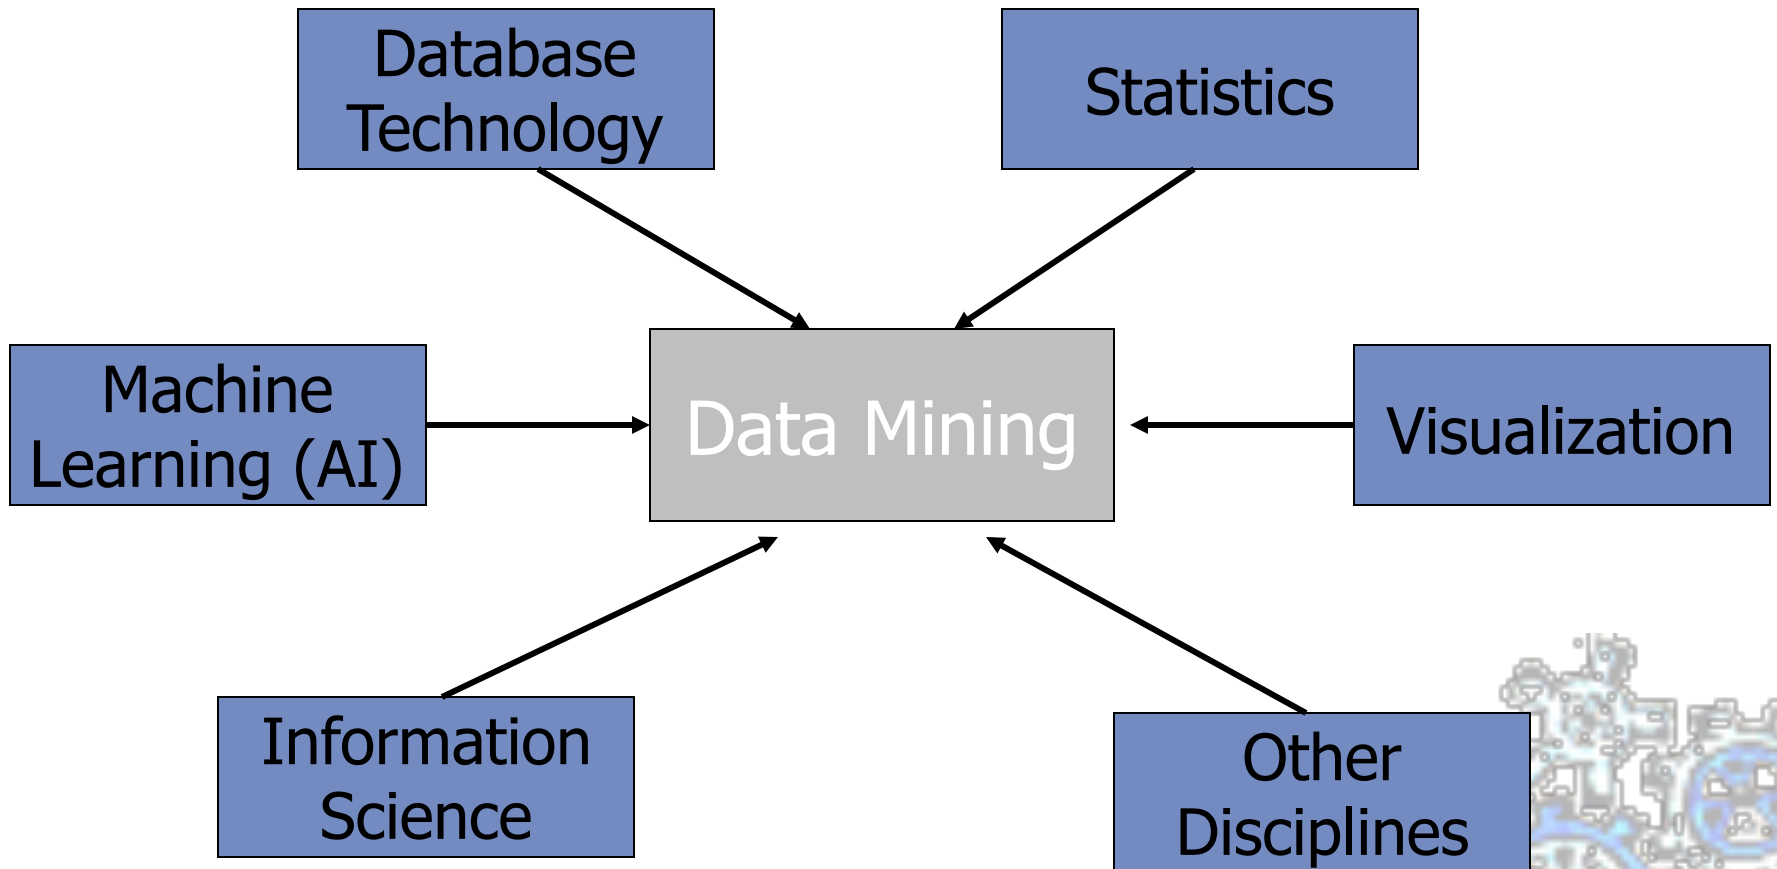 Database
Technology
Statistics
Machine
Learning (AI)
Data Mining
Visualization
Information
Science
Other
Disciplines